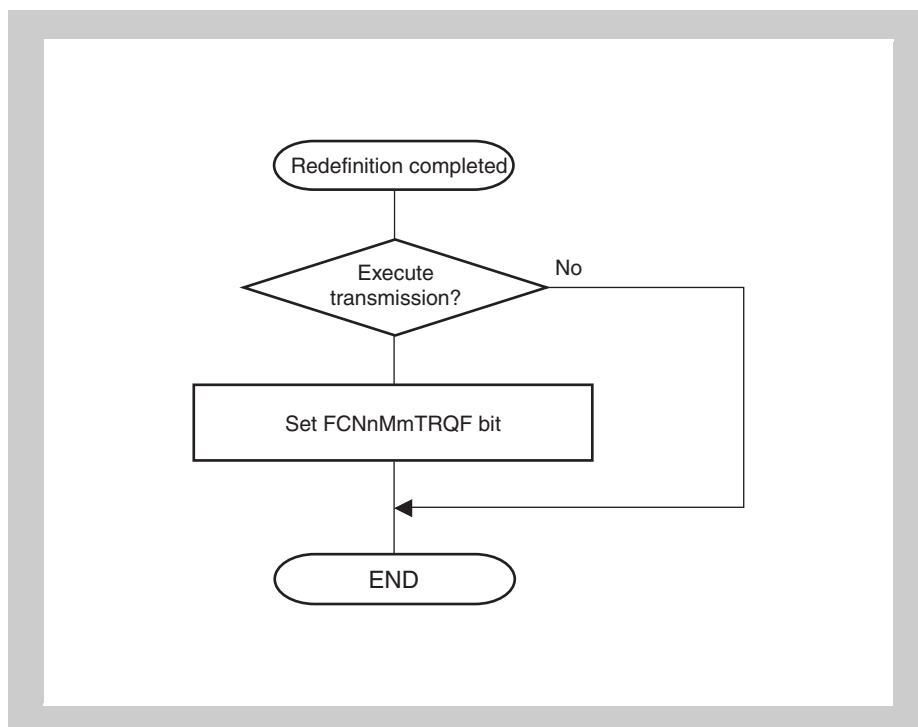 Redefinition completed
Execute
transmission?
No
Set FCNnMmTRQF bit
END